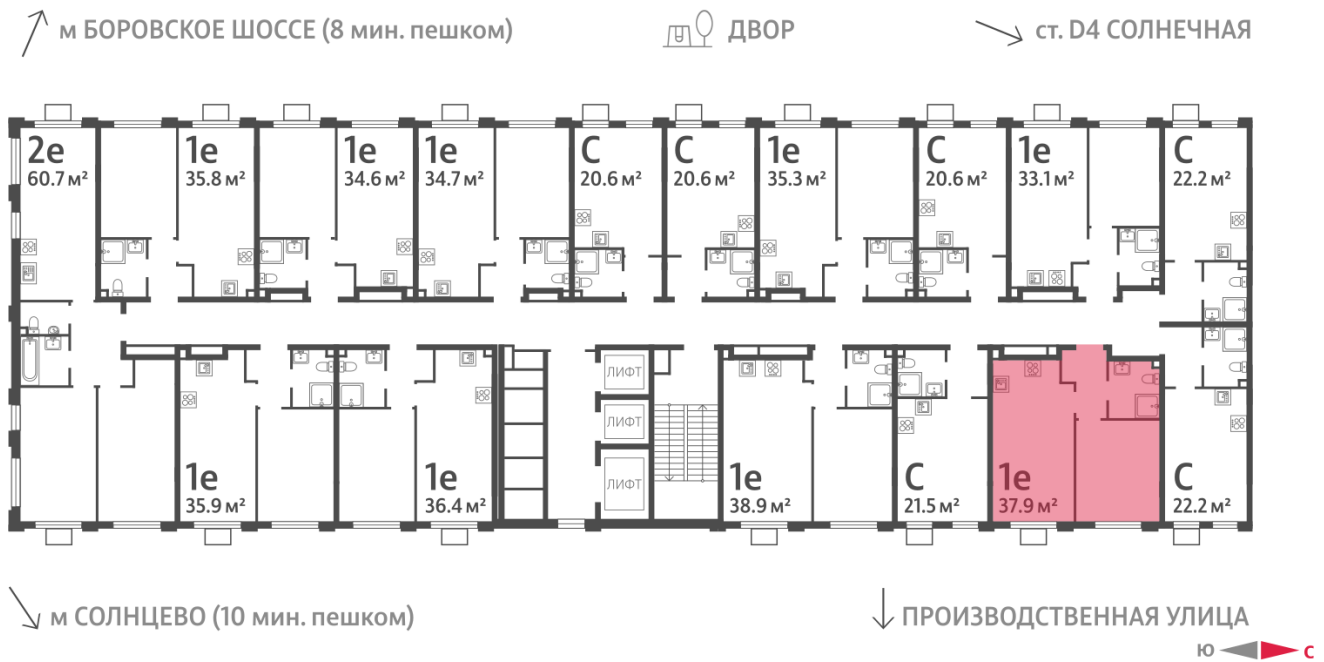 м БОРОВСКОЕ ШОССЕ (8 мин. пешком)
ДВОР
ст. D4 СОЛНЕЧНАЯ
2е
60.7 м²
1е
35.8 м²
1е
34.6 м²
1е
34.7 м²
С
20.6 м²
С
20.6 м²
1е
35.3 м²
С
20.6 м²
1е
33.1 м²
С
22.2 м²
ЛИФТ
ЛИФТ
ЛИФТ
1е
35.9 м²
1е
36.4 м²
1е
38.9 м²
С
21.5 м²
1е
37.9 м²
С
22.2 м²
м СОЛНЦЕВО (10 мин. пешком)
ПРОИЗВОДСТВЕННАЯ УЛИЦА
Ю
С